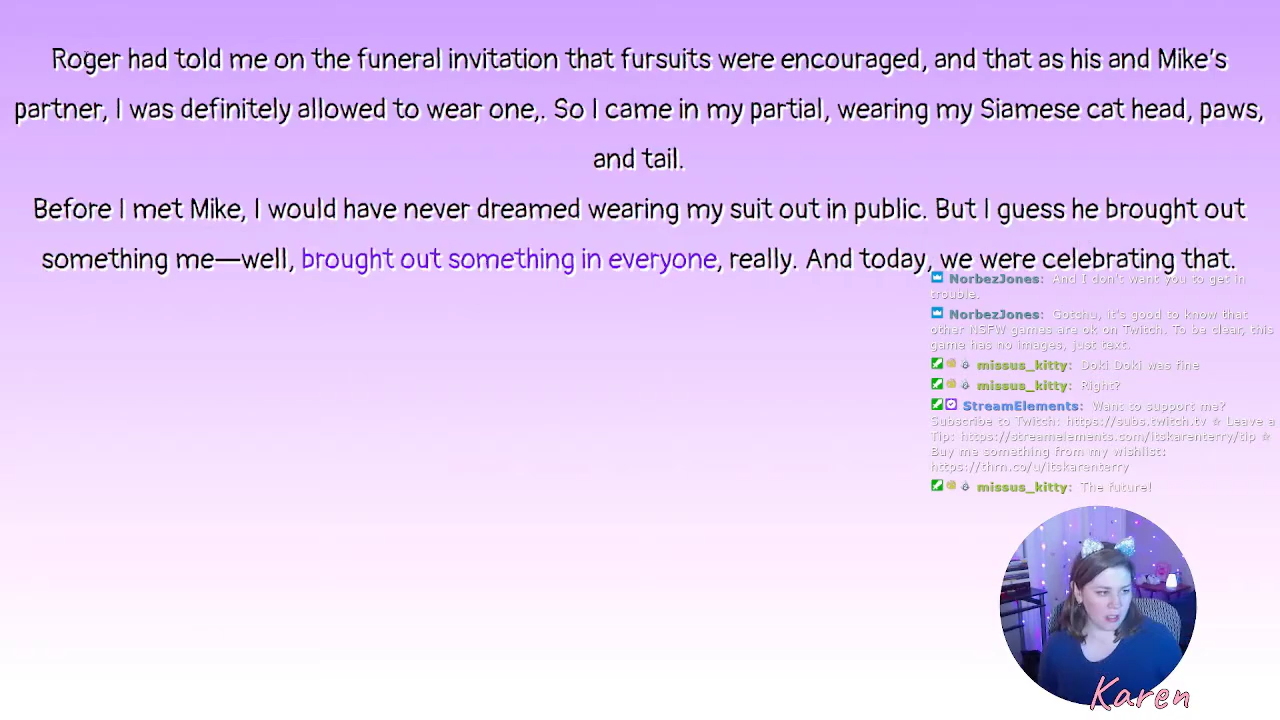 Roger had told me on the funeral invitation that fursuits were encouraged, and that as his and Mike's
partner, I was definitely allowed to wear one,. So I came in my partial, wearing my Siamese cat head, paws,
and tail.
Before I met Mike, I would have never dreamed wearing my suit out in public. But I guess he brought out
something me—well, brought out something in everyone, really. And today, we were celebrating that.
NorbezJones: And I don't want you to get in
trouble.
NorbezJones: Gotchu, it's good to know that
other NSFW games are ok on Twitch. To be clear, this
game has no images, just text.
missus_kitty: Doki Doki was fine
missus_kitty: Right?
StreamElements: Want to support me?
Subscribe to Twitch: https://subs.twitch.tv ☆ Leave a
Tip: https://streamelements.com/itskarenterry/tip ☆
Buy me something from my wishlist:
https://thrn.co/u/itskarenterry
missus_kitty: The future!
Karen